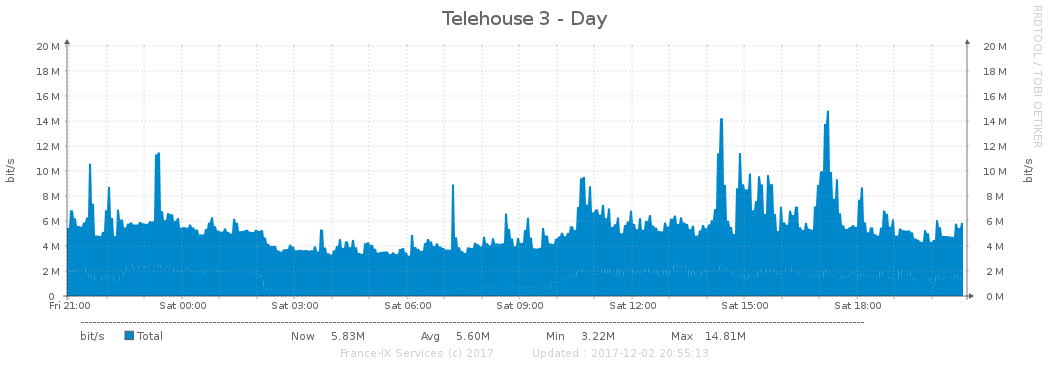 Telehouse 3 - Day
RRDTOOL / TOBI OETIKER
bit/s
20 M 20 M
18 M 18 M
16 M 16 M
14 M 14 M
12 M 12 M
10 M 10 M
8 M 8 M
6 M 6 M
4 M 4 M
2 M 2 M
0 0 M
bit/s
Fri 21:00 Sat 00:00 Sat 03:00 Sat 06:00 Sat 09:00 Sat 12:00 Sat 15:00 Sat 18:00
bit/s Total Now 5.83M Avg 5.60M Min 3.22M Max 14.81M
France-IX Services (c) 2017 Updated : 2017-12-02 20:55:13